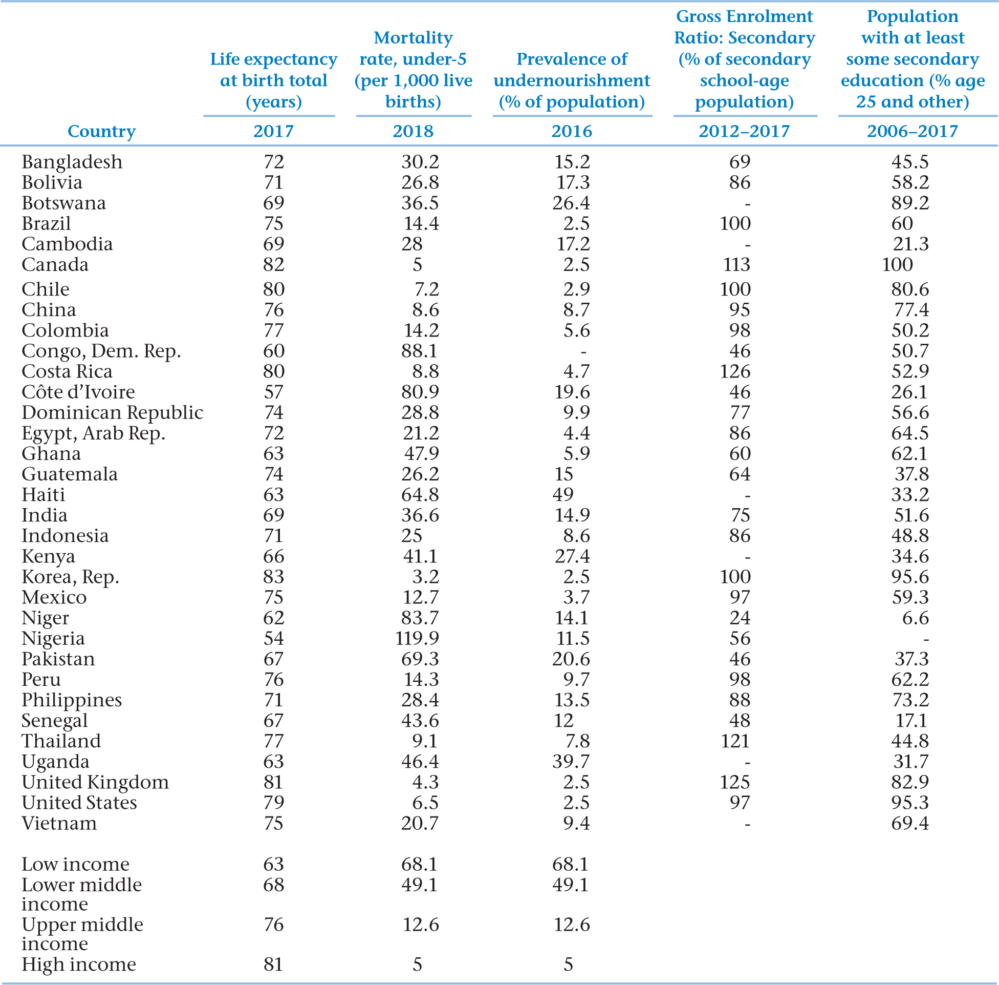 Gross Enrolment Population
Mortality Ratio: Secondary with at least
Life expectancy rate, under-5 Prevalence of (% of secondary some secondary
at birth total (per 1,000 live undernourishment school-age education (% age
(years) births) (% of population) population) 25 and other)
Country 2017 2018 2016 2012–2017 2006–2017
Bangladesh 72 30.2 15.2 69 45.5
Bolivia 71 26.8 17.3 86 58.2
Botswana 69 36.5 26.4 - 89.2
Brazil 75 14.4 2.5 100 60
Cambodia 69 28 17.2 - 21.3
Canada 82 5 2.5 113 100
Chile 80 7.2 2.9 100 80.6
China 76 8.6 8.7 95 77.4
Colombia 77 14.2 5.6 98 50.2
Congo, Dem. Rep. 60 88.1 - 46 50.7
Costa Rica 80 8.8 4.7 126 52.9
Côte d’Ivoire 57 80.9 19.6 46 26.1
Dominican Republic 74 28.8 9.9 77 56.6
Egypt, Arab Rep. 72 21.2 4.4 86 64.5
Ghana 63 47.9 5.9 60 62.1
Guatemala 74 26.2 15 64 37.8
Haiti 63 64.8 49 - 33.2
India 69 36.6 14.9 75 51.6
Indonesia 71 25 8.6 86 48.8
Kenya 66 41.1 27.4 - 34.6
Korea, Rep. 83 3.2 2.5 100 95.6
Mexico 75 12.7 3.7 97 59.3
Niger 62 83.7 14.1 24 6.6
Nigeria 54 119.9 11.5 56 -
Pakistan 67 69.3 20.6 46 37.3
Peru 76 14.3 9.7 98 62.2
Philippines 71 28.4 13.5 88 73.2
Senegal 67 43.6 12 48 17.1
Thailand 77 9.1 7.8 121 44.8
Uganda 63 46.4 39.7 - 31.7
United Kingdom 81 4.3 2.5 125 82.9
United States 79 6.5 2.5 97 95.3
Vietnam 75 20.7 9.4 - 69.4
Low income 63 68.1 68.1
Lower middle 68 49.1 49.1
income
Upper middle 76 12.6 12.6
income
High income 81 5 5